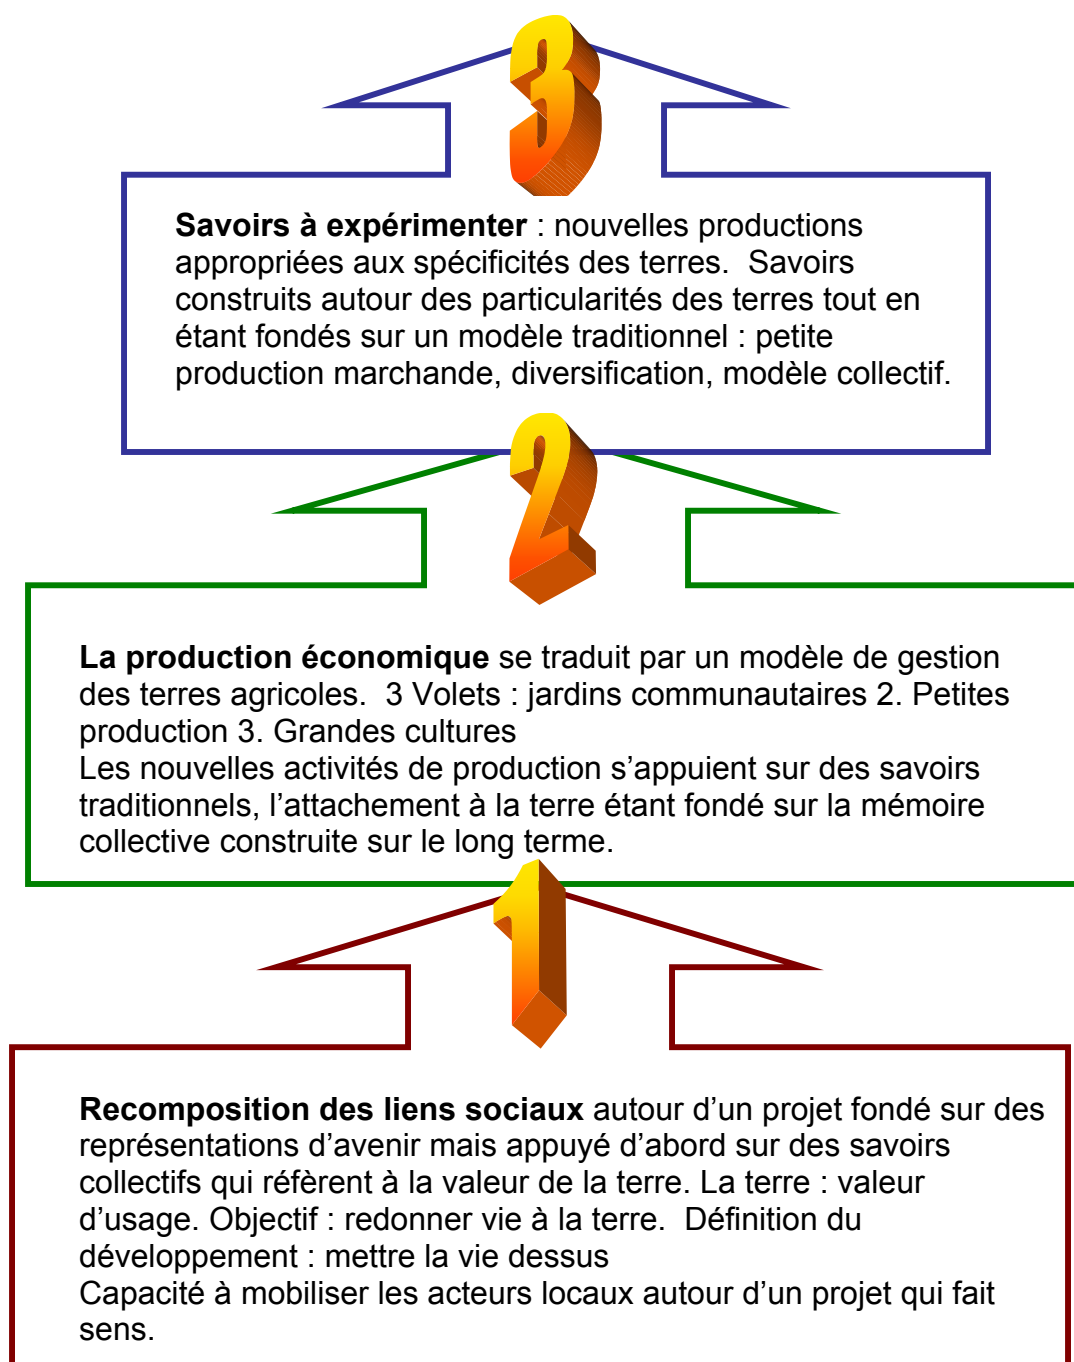 3
Savoirs à expérimenter : nouvelles productions
appropriées aux spécificités des terres.  Savoirs
construits autour des particularités des terres tout en
étant fondés sur un modèle traditionnel : petite
production marchande, diversification, modèle collectif.
2
La production économique se traduit par un modèle de gestion
des terres agricoles.  3 Volets : jardins communautaires 2. Petites
production 3. Grandes cultures
Les nouvelles activités de production s’appuient sur des savoirs
traditionnels, l’attachement à la terre étant fondé sur la mémoire
collective construite sur le long terme.
1
Recomposition des liens sociaux autour d’un projet fondé sur des
représentations d’avenir mais appuyé d’abord sur des savoirs
collectifs qui réfèrent à la valeur de la terre. La terre : valeur
d’usage. Objectif : redonner vie à la terre.  Définition du
développement : mettre la vie dessus
Capacité à mobiliser les acteurs locaux autour d’un projet qui fait
sens.